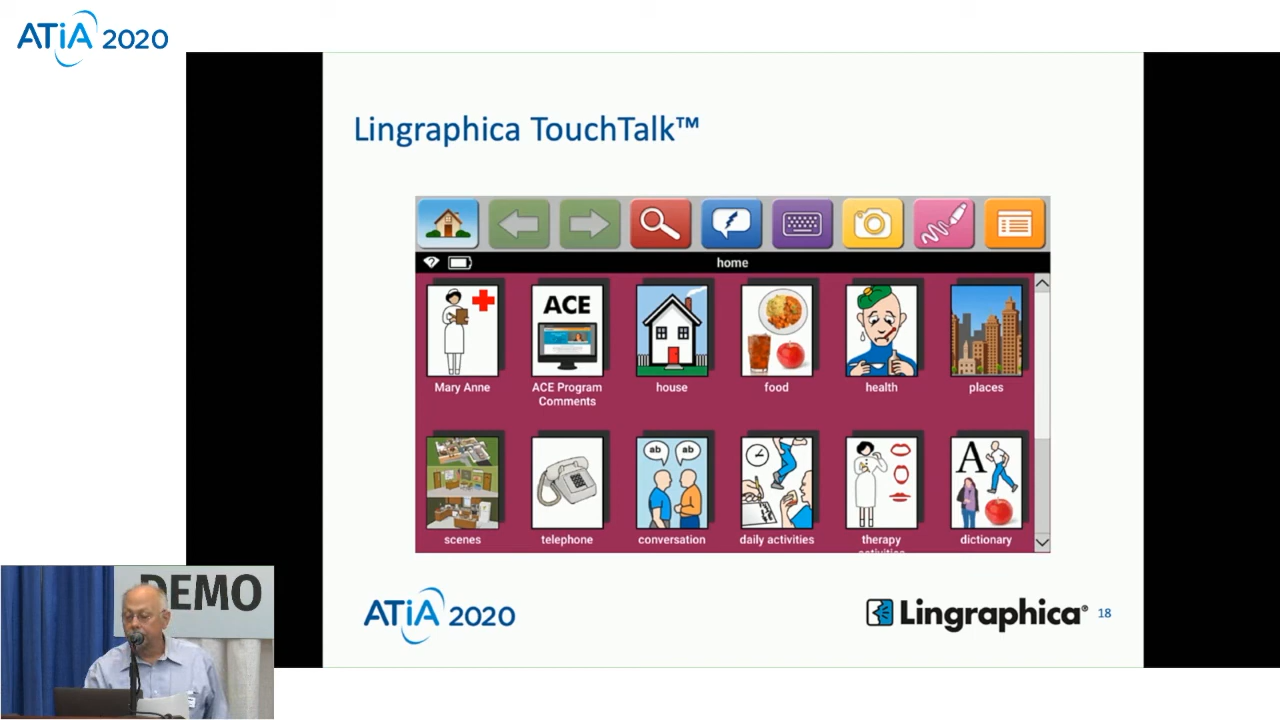 ATiA 2020
Lingraphica TouchTalk™
home
ACE
Mary Anne
ACE Program
Comments
house
food
health
places
ab ab
A
scenes
telephone
conversation
daily activities
therapy
activities
dictionary
DEMO
ATiA 2020
Lingraphica®
18